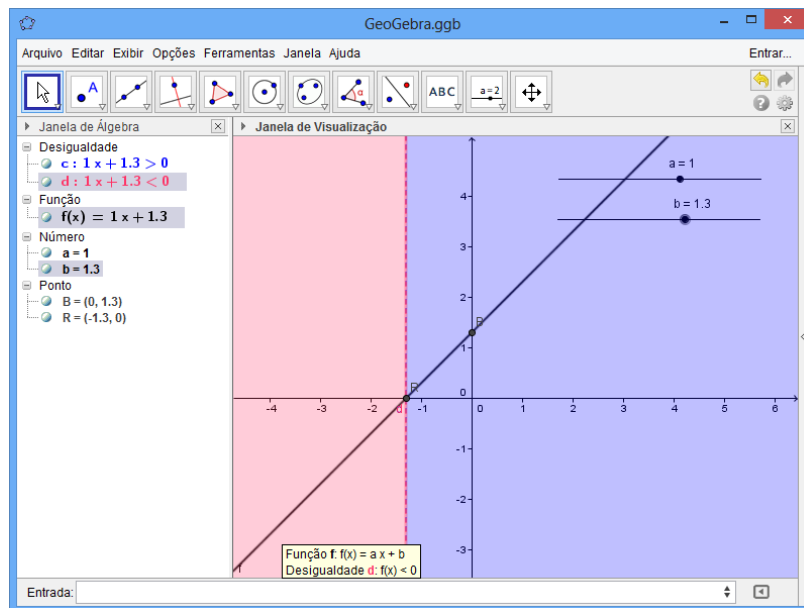 GeoGebra.ggb
Arquivo Editar Exibir Opções Ferramentas Janela Ajuda Entrar...
A
ABC
a=2
α
Janela de Álgebra
Janela de Visualização
Desigualdade
c : 1 x + 1.3 > 0
d : 1 x + 1.3 < 0
Função
f(x) = 1 x + 1.3
Número
a = 1
b = 1.3
Ponto
B = (0, 1.3)
R = (-1.3, 0)
a = 1
b = 1.3
4
3
2
B
1
R
0
d
-4 -3 -2 -1 0 1 2 3 4 5 6
-1
-2
-3
f
Função f: f(x) = a x + b
Desigualdade d: f(x) < 0
Entrada: